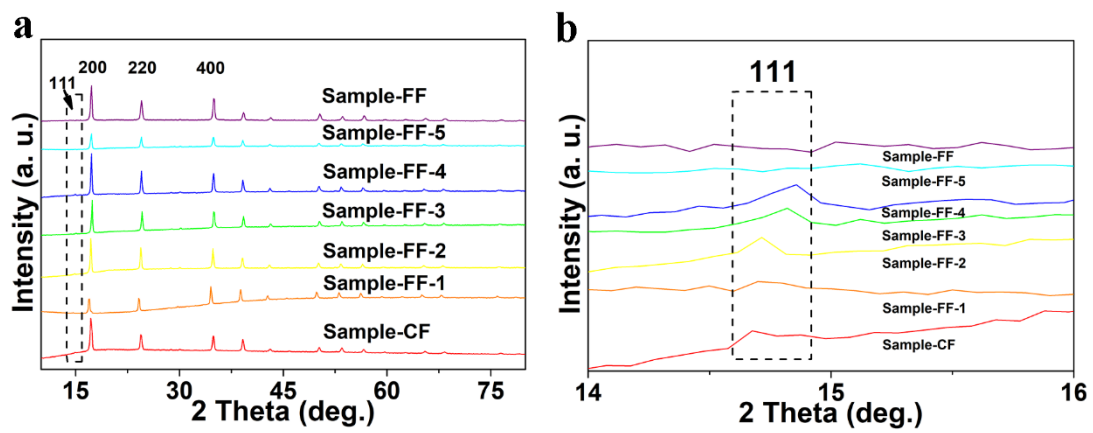 a
111
200
220
400
Sample-FF
Sample-FF-5
Sample-FF-4
Sample-FF-3
Sample-FF-2
Sample-FF-1
Sample-CF
Intensity (a. u.)
15
30
45
60
75
2 Theta (deg.)
b
111
Sample-FF
Sample-FF-5
Sample-FF-4
Sample-FF-3
Sample-FF-2
Sample-FF-1
Sample-CF
Intensity (a. u.)
14
15
16
2 Theta (deg.)